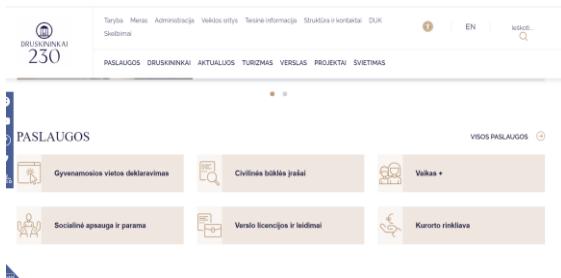 Taryba Meras Administracija Veiklos sritys Teisinė informacija Struktūra ir kontaktai DUK
Skelbimai
EN
Ieškoti...
DRUSKININKAI
230
PASLAUGOS DRUSKININKAI AKTUALIJOS TURIZMAS VERSLAS PROJEKTAI ŠVIETIMAS
PASLAUGOS
VISOS PASLAUGOS
Gyvenamosios vietos deklaravimas
Civilinės būklės įrašai
Vaikas +
Socialinė apsauga ir parama
Verslo licencijos ir leidimai
Kurorto rinkliava